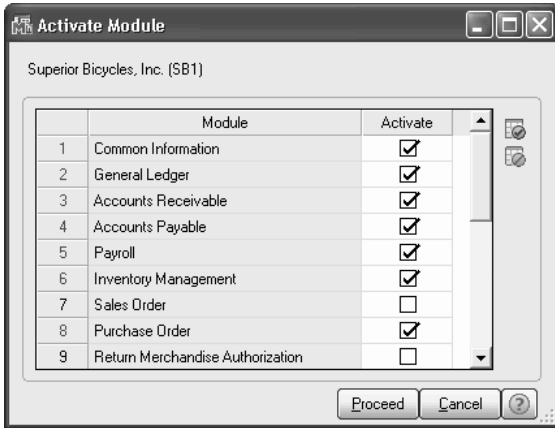 Activate Module
Superior Bicycles, Inc. (SB1)
Module Activate
1 Common Information
2 General Ledger
3 Accounts Receivable
4 Accounts Payable
5 Payroll
6 Inventory Management
7 Sales Order
8 Purchase Order
9 Return Merchandise Authorization
Proceed Cancel ?